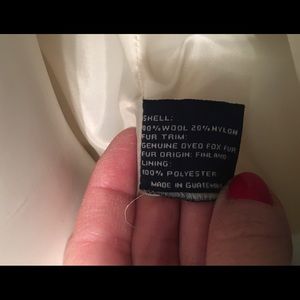 SHELL:
80% WOOL 20% NYLON
FUR TRIM:
GENUINE DYED FOX FUR
FUR ORIGIN: FINLAND
LINING:
100% POLYESTER
MADE IN GUATEMALA